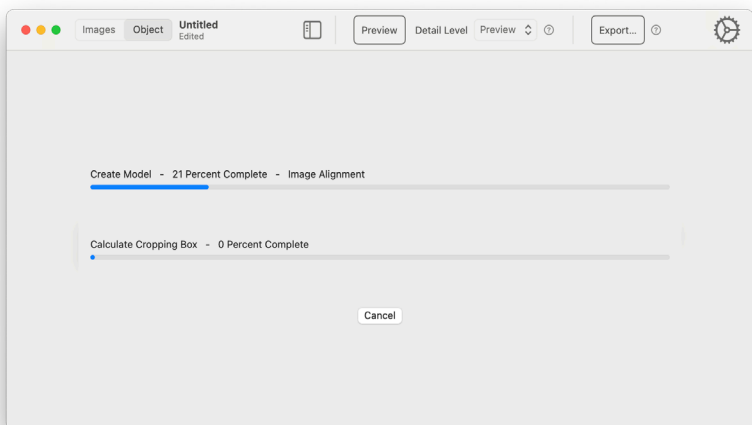 Images
Object
Untitled
Edited
Preview
Detail Level
Preview
?
Export...
?
Create Model - 21 Percent Complete - Image Alignment
Calculate Cropping Box - 0 Percent Complete
Cancel